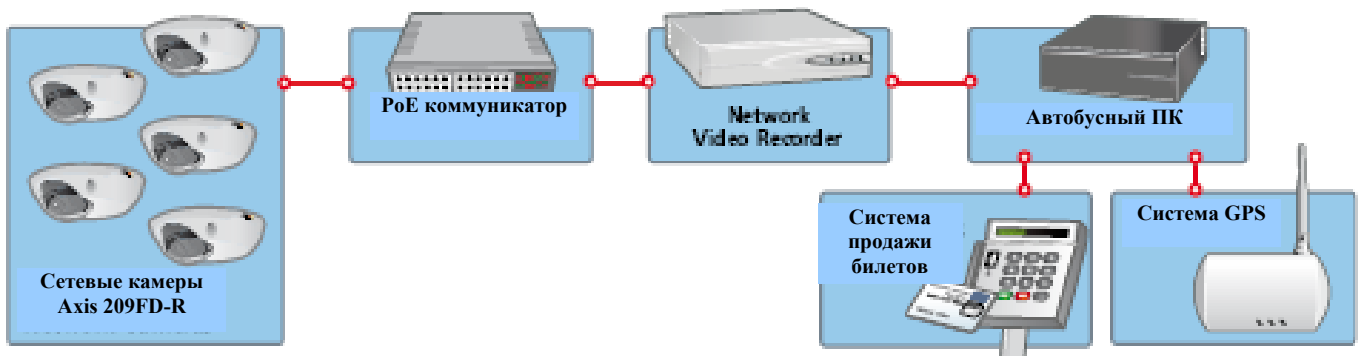 Сетевые камеры
Axis 209FD-R
PoE коммуникатор
Network
Video Recorder
Автобусный ПК
Система
продажи
билетов
Система GPS